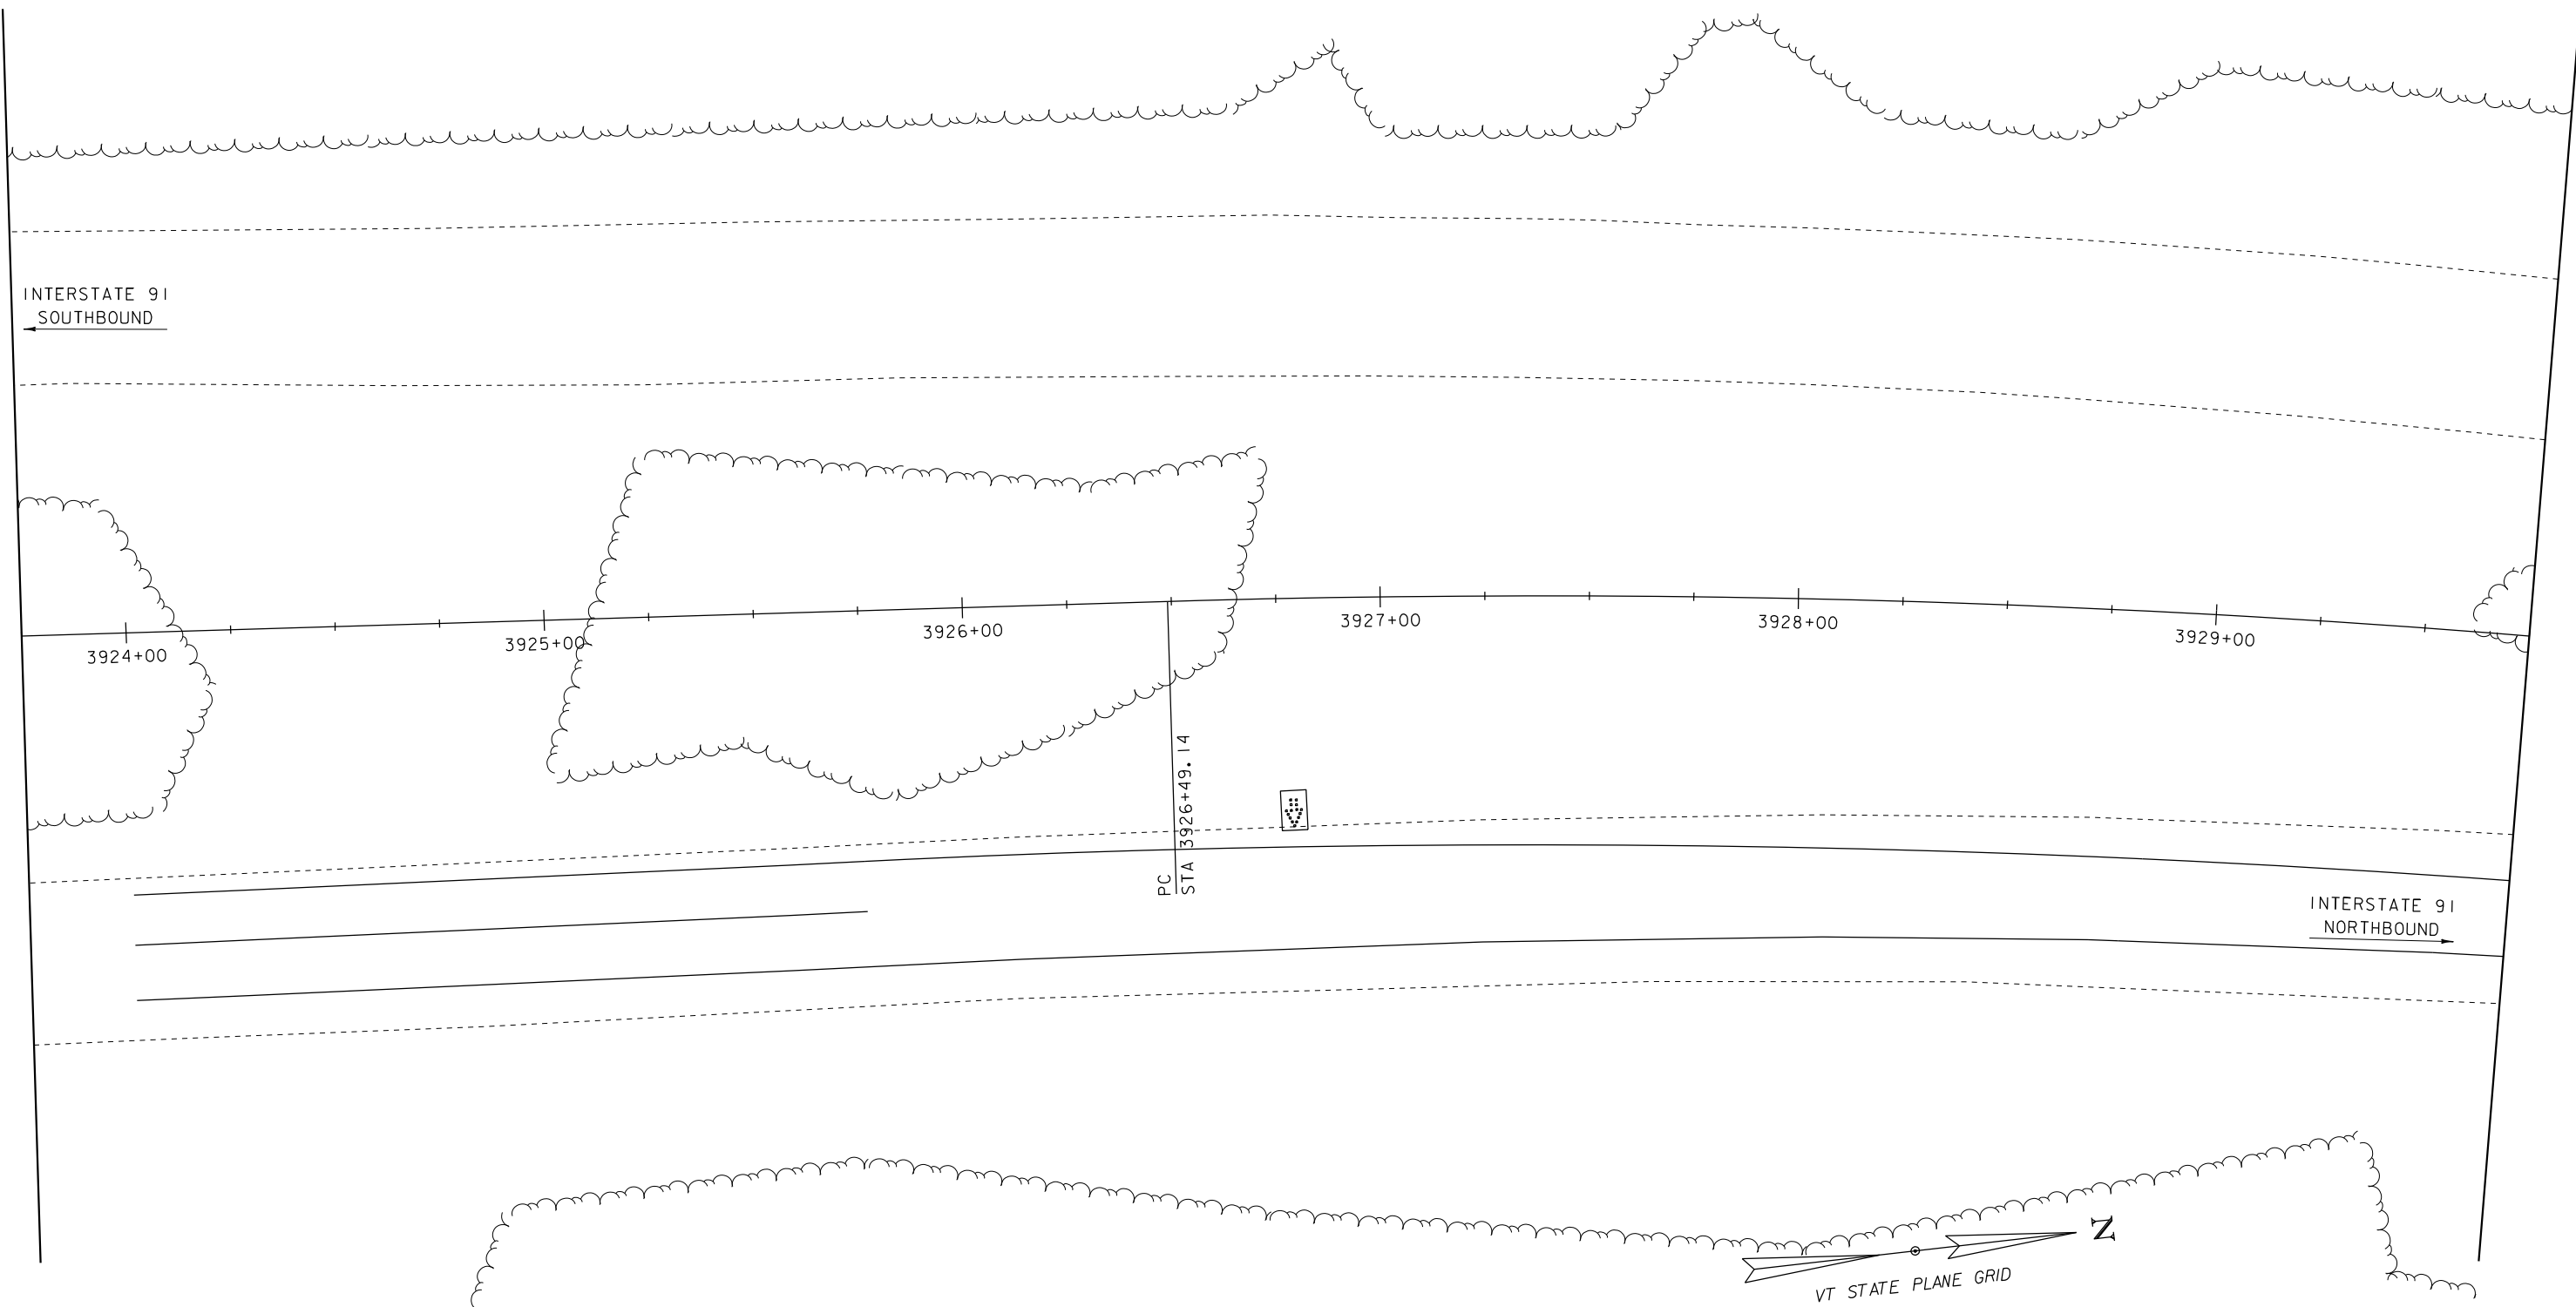 INTERSTATE 91
SOUTHBOUND
3924+00
3925+00
3926+00
3927+00
3928+00
3929+00
PC
STA 3926+49.14
INTERSTATE 91
NORTHBOUND
N
VT STATE PLANE GRID